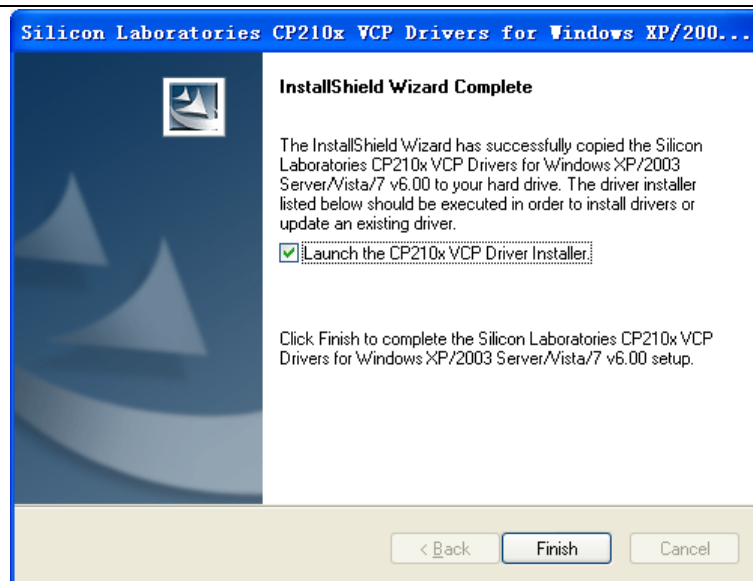 Silicon Laboratories CP210x VCP Drivers for Windows XP/200...
InstallShield Wizard Complete
The InstallShield Wizard has successfully copied the Silicon
Laboratories CP210x VCP Drivers for Windows XP/2003
Server/Vista/7 v6.00 to your hard drive. The driver installer
listed below should be executed in order to install drivers or
update an existing driver.
Launch the CP210x VCP Driver Installer.
Click Finish to complete the Silicon Laboratories CP210x VCP
Drivers for Windows XP/2003 Server/Vista/7 v6.00 setup.
< Back Finish Cancel